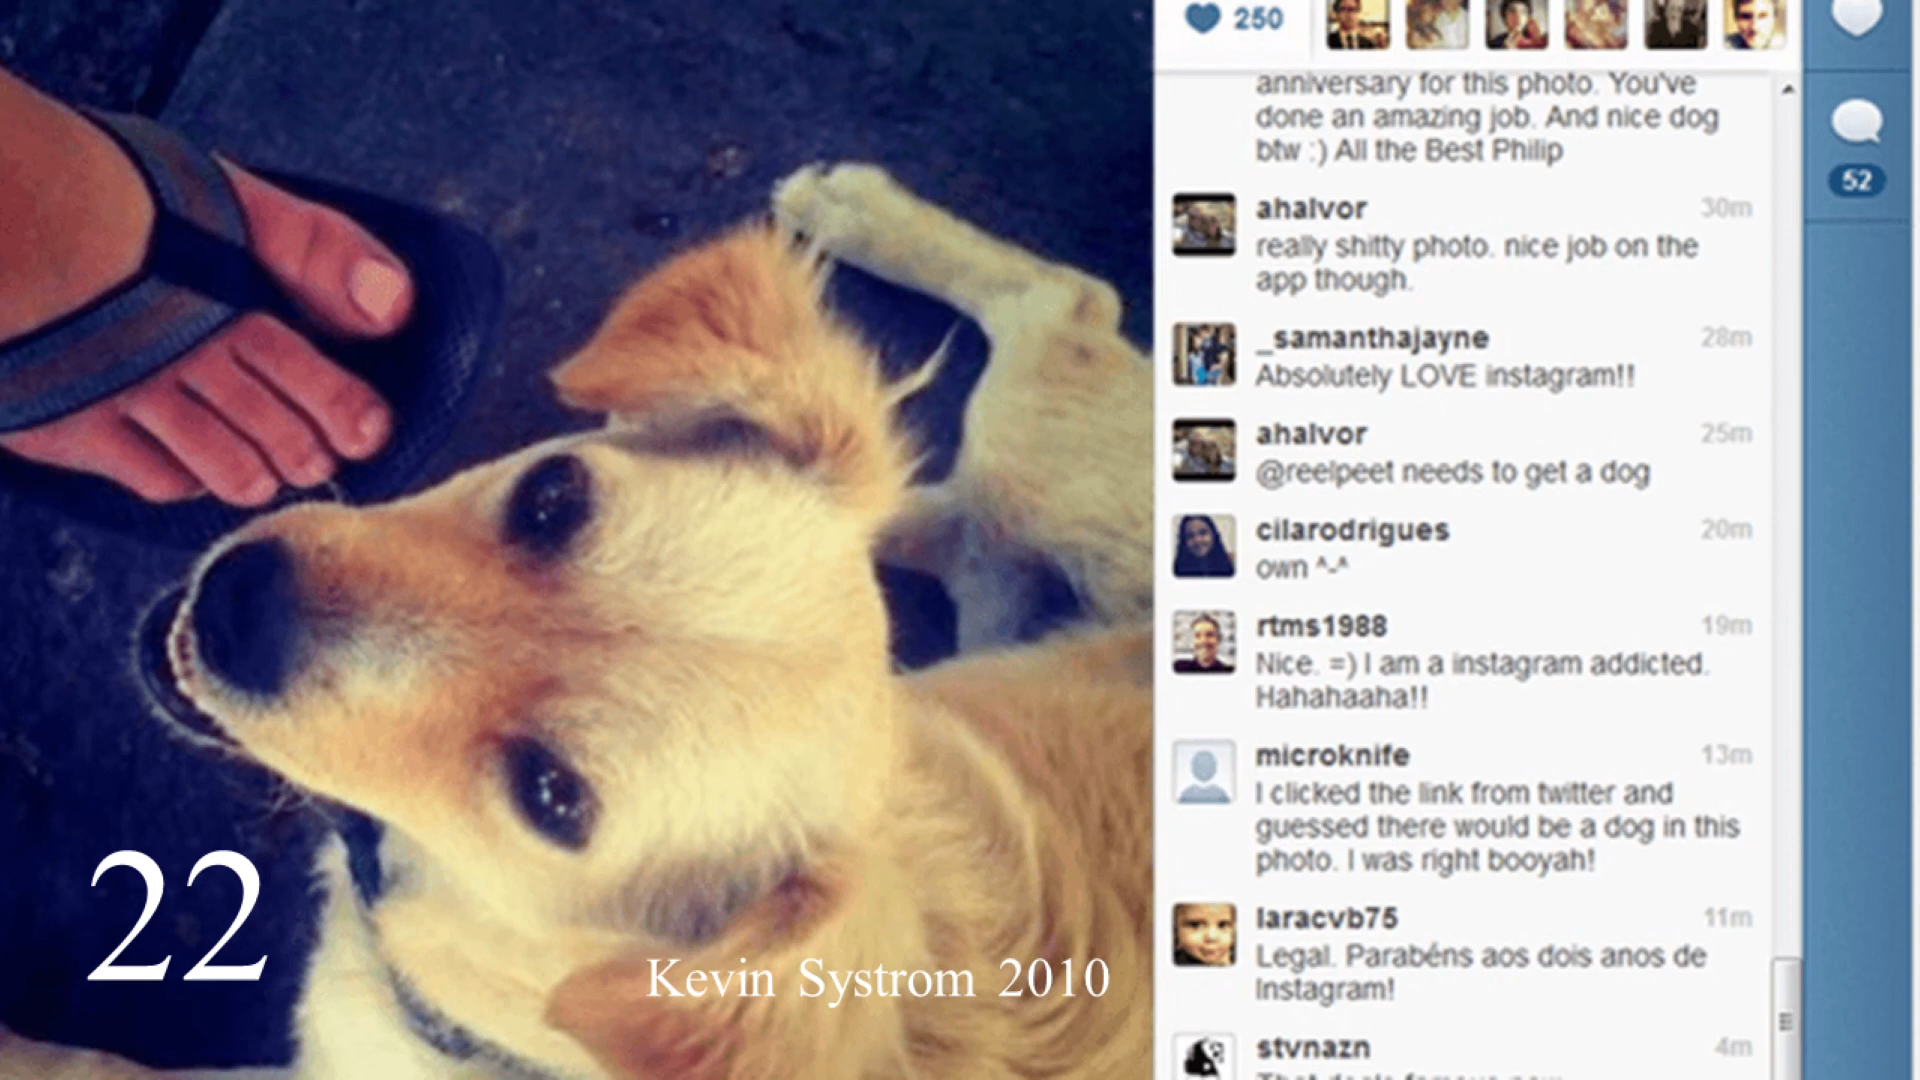 250
anniversary for this photo. You've
done an amazing job. And nice dog
btw :) All the Best Philip
52
ahalvor 30m
really shitty photo. nice job on the
app though.
_samanthajayne 28m
Absolutely LOVE instagram!!
ahalvor 25m
@reelpeet needs to get a dog
cilarodrigues 20m
own ^-^
rtms1988 19m
Nice. =) I am a instagram addicted.
Hahahaaha!!
microknife 13m
I clicked the link from twitter and
guessed there would be a dog in this
photo. I was right booyah!
laracvb75 11m
Legal. Parabéns aos dois anos de
Instagram!
stvnazn 4m
22
Kevin Systrom 2010